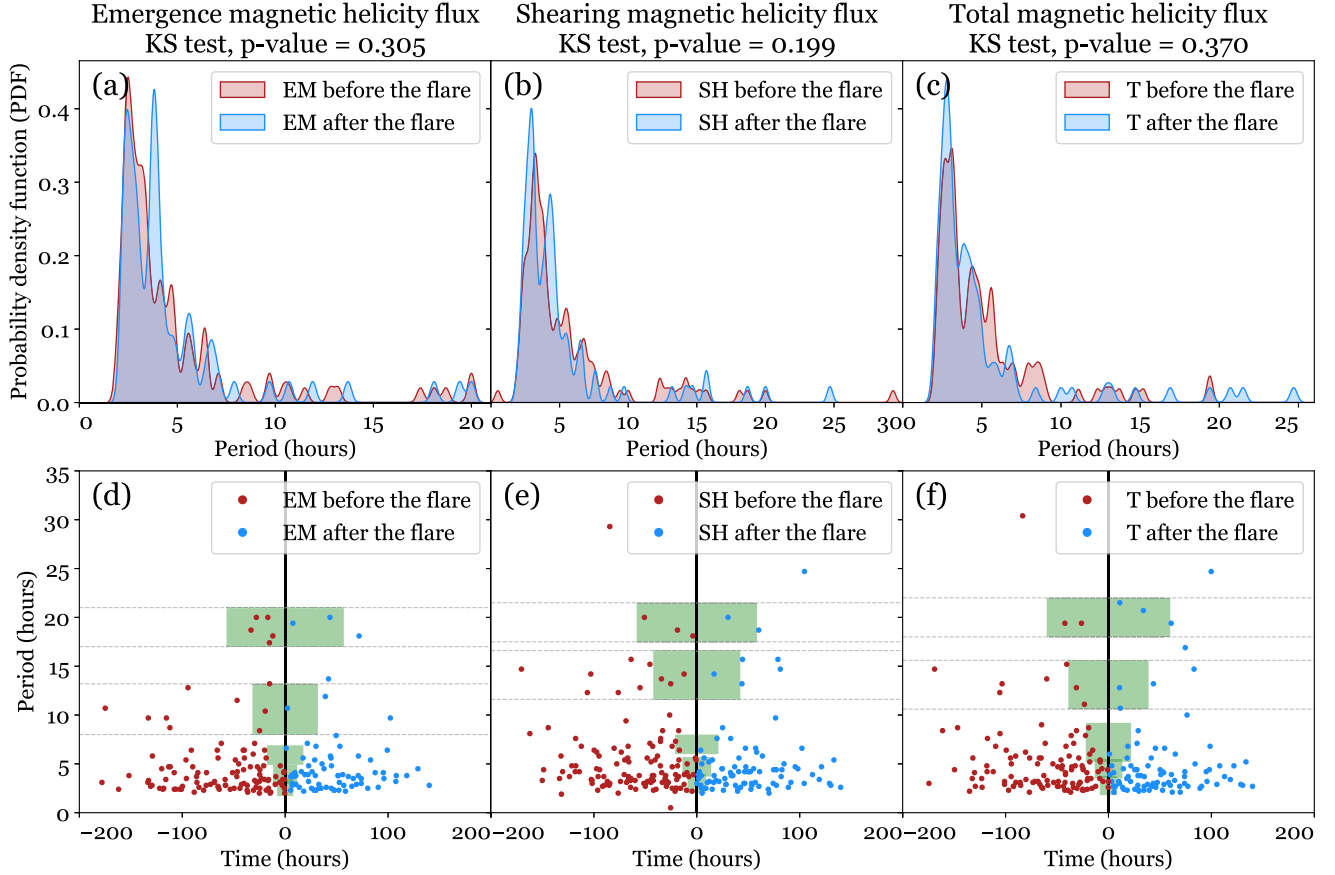 Emergence magnetic helicity flux
KS test, p-value = 0.305
Shearing magnetic helicity flux
KS test, p-value = 0.199
Total magnetic helicity flux
KS test, p-value = 0.370
Probability density function (PDF)
0.4
0.3
0.2
0.1
0.0
(a)
EM before the flare
EM after the flare
(b)
SH before the flare
SH after the flare
(c)
T before the flare
T after the flare
0 5 10 15 20
0 5 10 15 20 25 30
0 5 10 15 20 25
Period (hours)
Period (hours)
Period (hours)
Period (hours)
35
30
25
20
15
10
5
0
(d)
EM before the flare
EM after the flare
(e)
SH before the flare
SH after the flare
(f)
T before the flare
T after the flare
−200 −100 0 100 200
−200 −100 0 100 200
−200 −100 0 100 200
Time (hours)
Time (hours)
Time (hours)